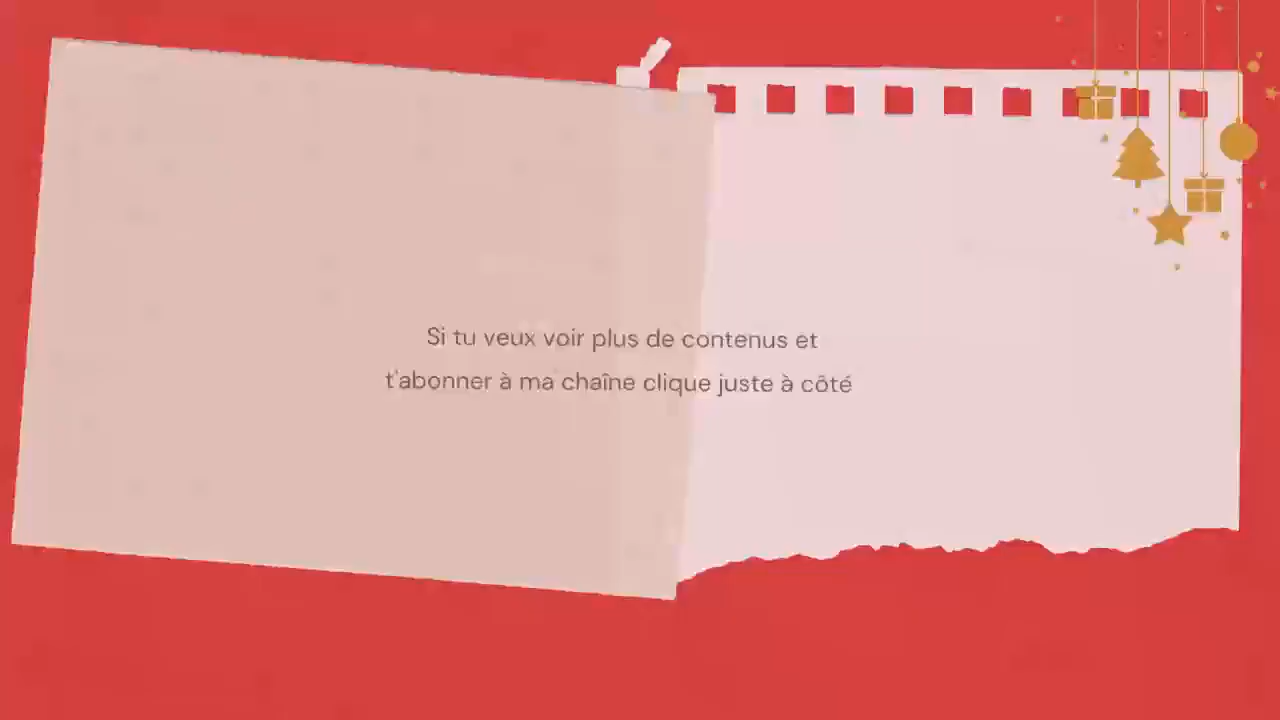 Si tu veux voir plus de contenus et
t'abonner à ma chaîne clique juste à côté